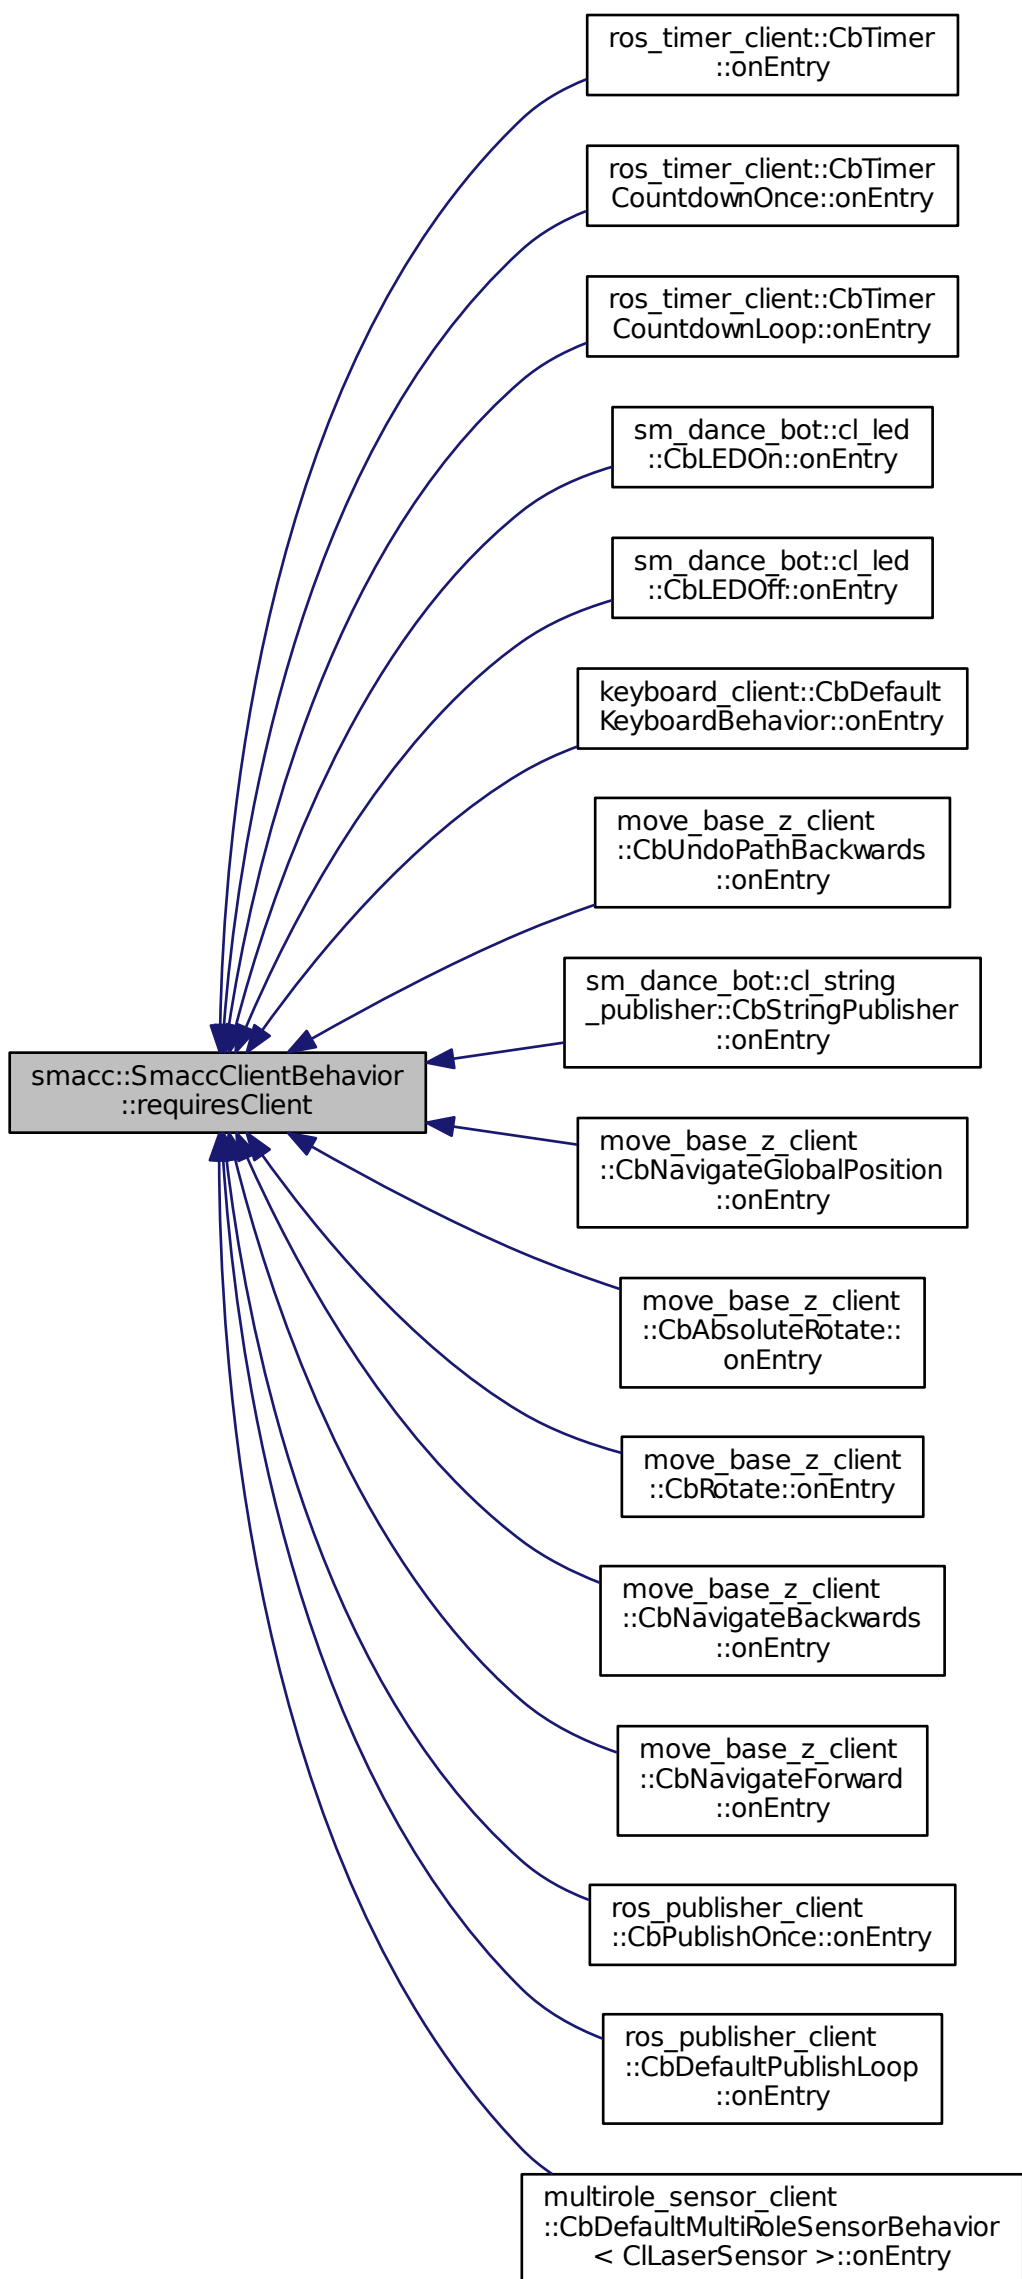 ros_timer_client::CbTimer
::onEntry
ros_timer_client::CbTimer
CountdownOnce::onEntry
ros_timer_client::CbTimer
CountdownLoop::onEntry
sm_dance_bot::cl_led
::CbLEDOn::onEntry
sm_dance_bot::cl_led
::CbLEDOff::onEntry
keyboard_client::CbDefault
KeyboardBehavior::onEntry
move_base_z_client
::CbUndoPathBackwards
::onEntry
sm_dance_bot::cl_string
_publisher::CbStringPublisher
::onEntry
smacc::SmaccClientBehavior
::requiresClient
move_base_z_client
::CbNavigateGlobalPosition
::onEntry
move_base_z_client
::CbAbsoluteRotate::
onEntry
move_base_z_client
::CbRotate::onEntry
move_base_z_client
::CbNavigateBackwards
::onEntry
move_base_z_client
::CbNavigateForward
::onEntry
ros_publisher_client
::CbPublishOnce::onEntry
ros_publisher_client
::CbDefaultPublishLoop
::onEntry
multirole_sensor_client
::CbDefaultMultiRoleSensorBehavior
< ClLaserSensor >::onEntry